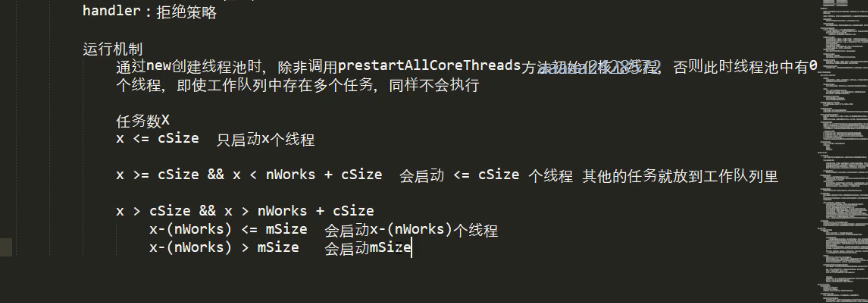 handler：拒绝策略
运行机制
通过new创建线程池时，除非调用prestartAllCoreThreads方法初始化核心线程，否则此时线程池中有0
个线程，即使工作队列中存在多个任务，同样不会执行
任务数X
x <= cSize  只启动x个线程
x >= cSize && x < nWorks + cSize  会启动 <= cSize 个线程 其他的任务就放到工作队列里
x > cSize && x > nWorks + cSize
x-(nWorks) <= mSize  会启动x-(nWorks)个线程
x-(nWorks) > mSize   会启动mSize